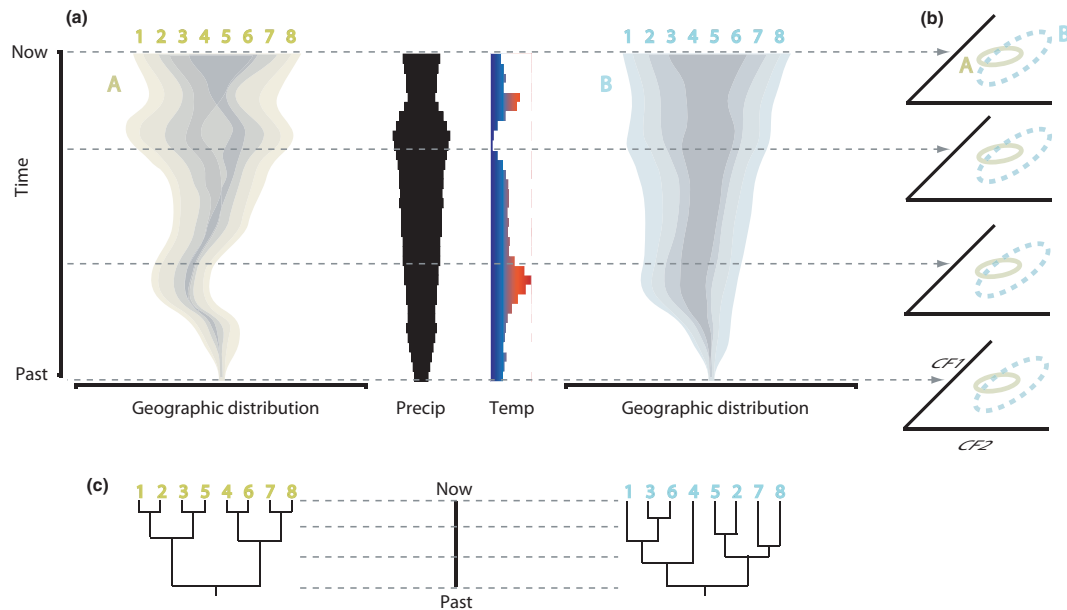 (a)
(b)
1 2 3 4 5 6 7 8
1 2 3 4 5 6 7 8
Now
A
B
A
B
Time
Past
CF1
CF2
Geographic distribution
Precip
Temp
Geographic distribution
(c)
1 2 3 5 4 6 7 8
Now
1 3 6 4 5 2 7 8
Past